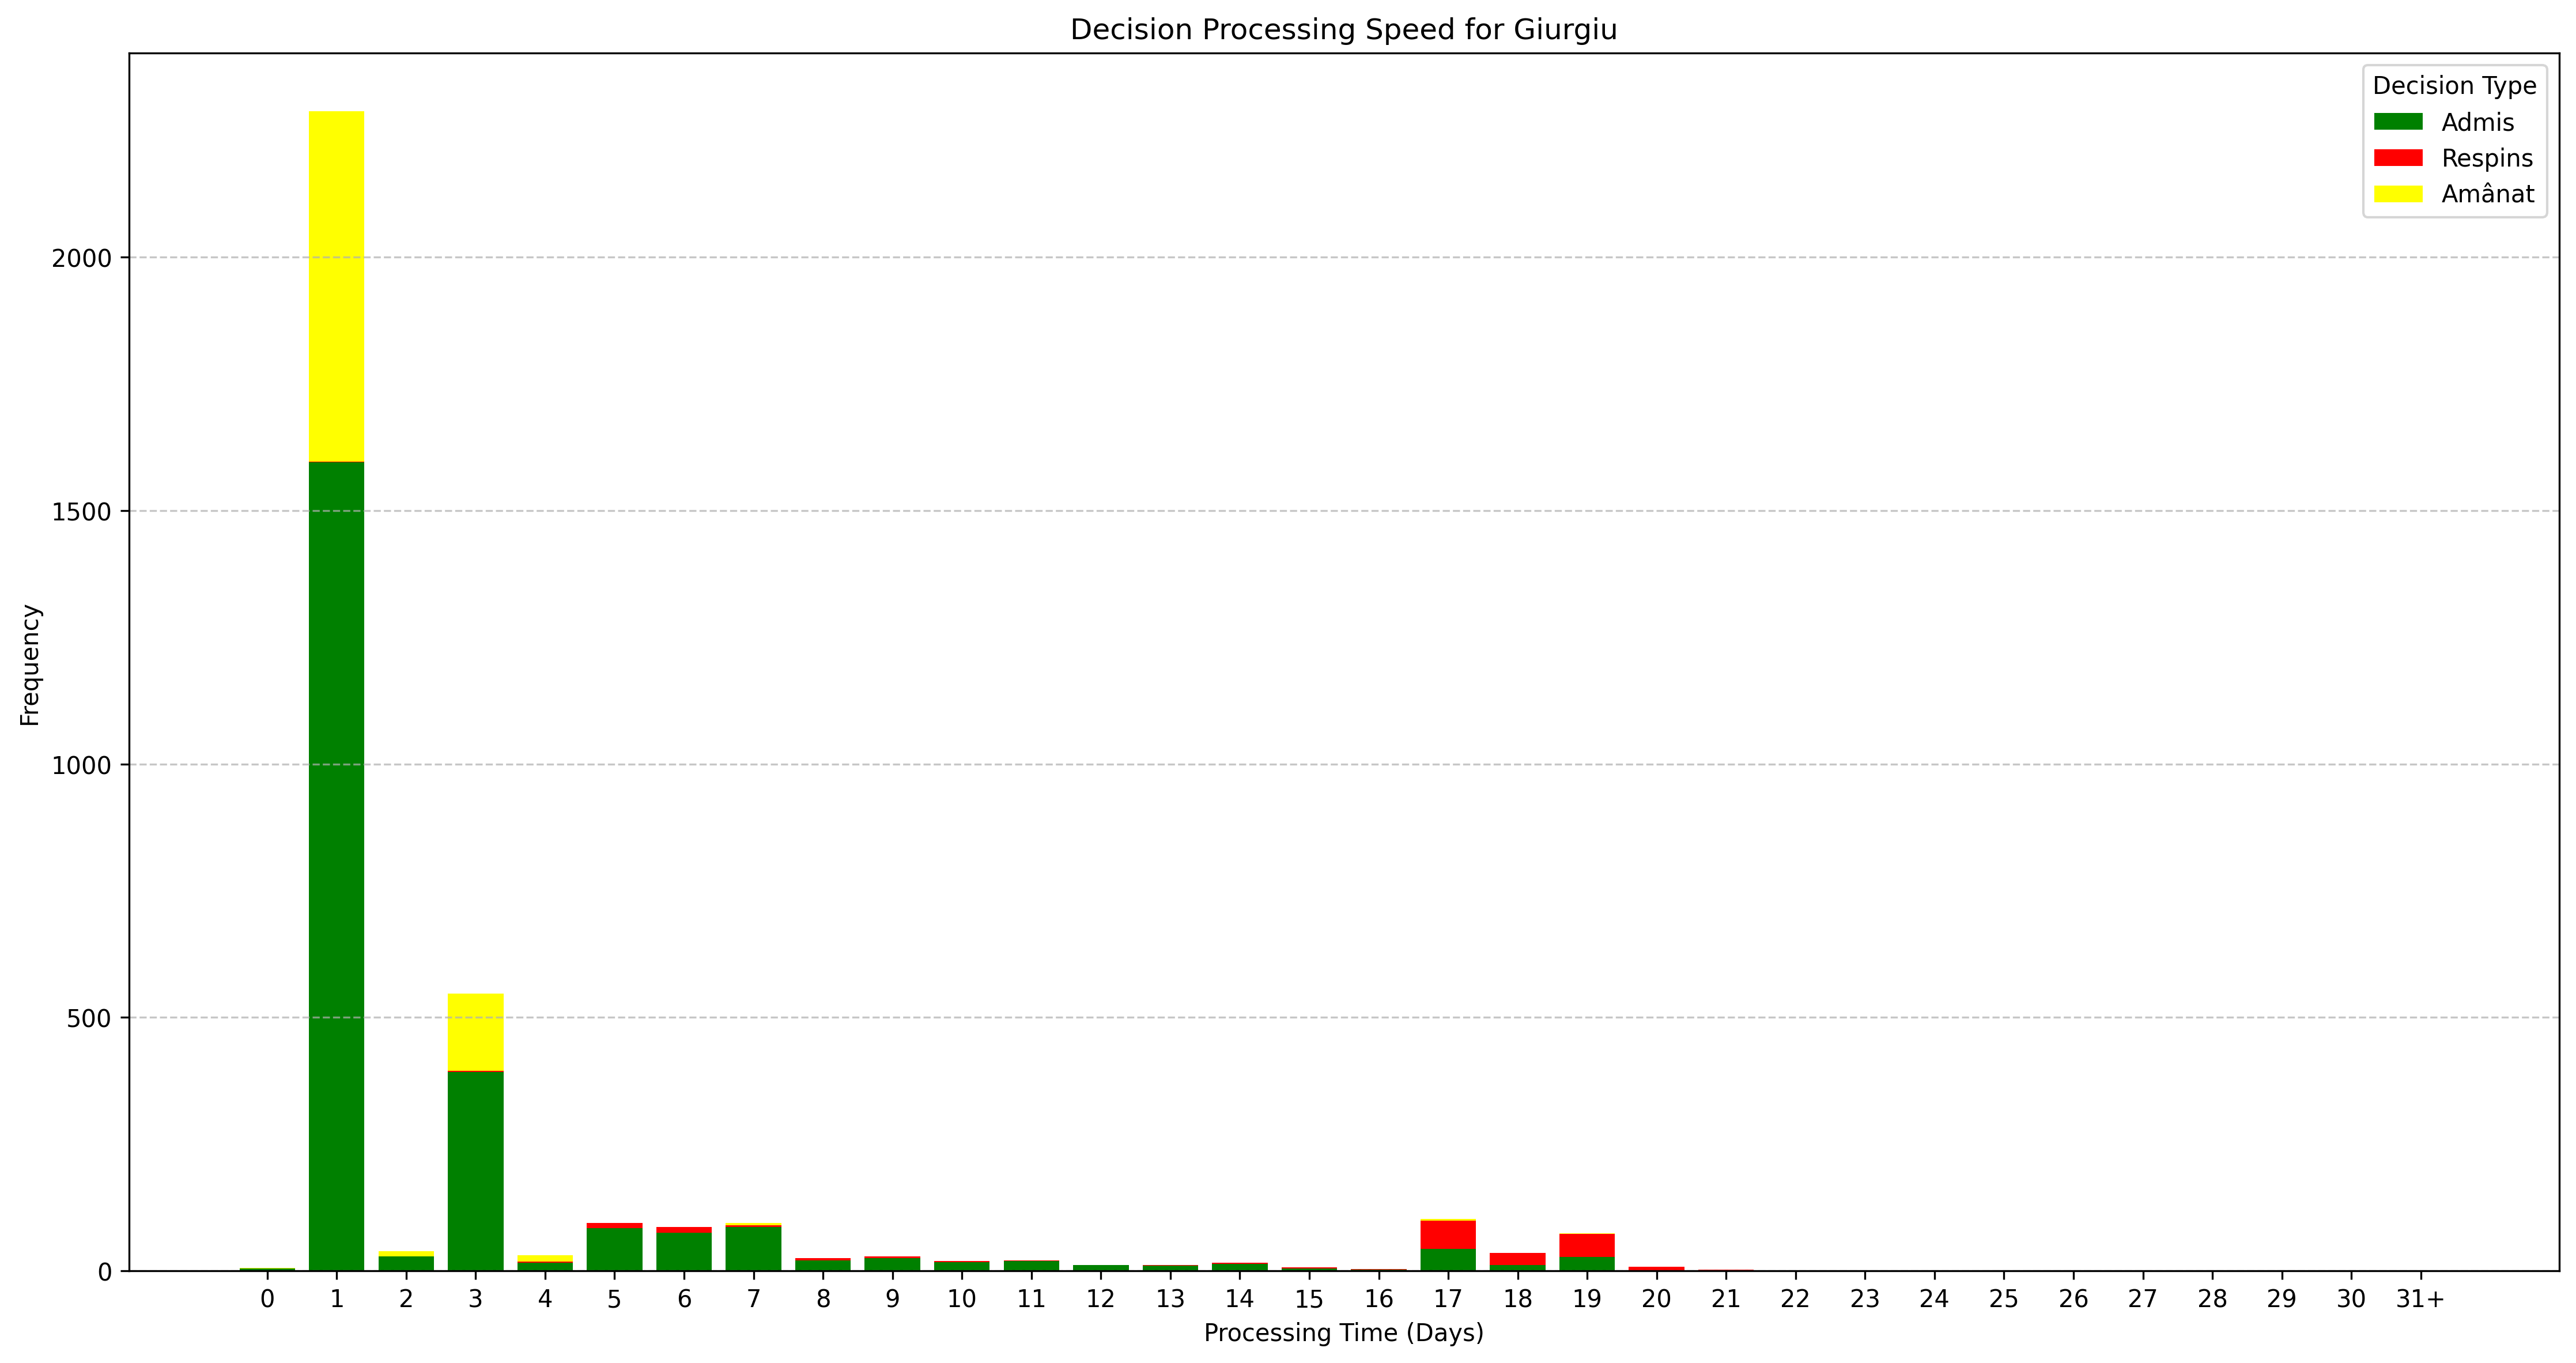 Decision Processing Speed for Giurgiu
Decision Type
Admis
Respins
Amânat
Frequency
2000
1500
1000
500
0
0 1 2 3 4 5 6 7 8 9 10 11 12 13 14 15 16 17 18 19 20 21 22 23 24 25 26 27 28 29 30 31+
Processing Time (Days)